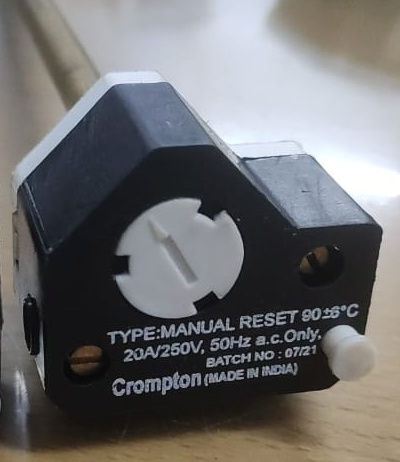 TYPE:MANUAL RESET 90±6°C
20A/250V, 50Hz a.c.Only,
BATCH NO : 07/21
Crompton (MADE IN INDIA)